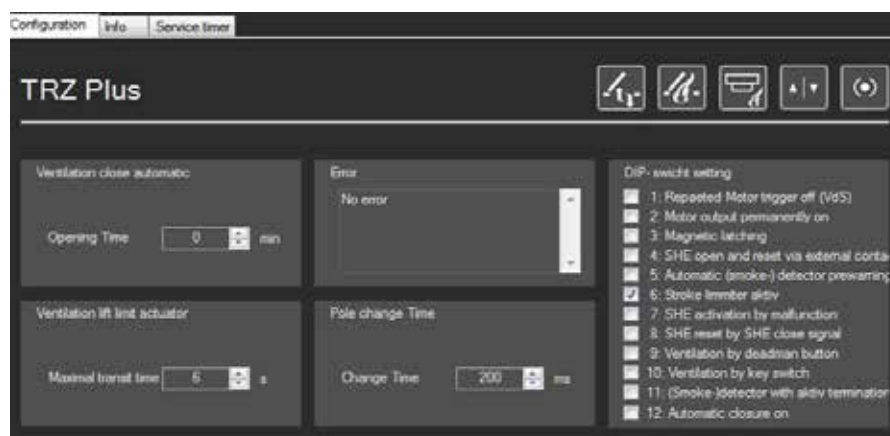 Configuration Info Service timer
TRZ Plus
Ventilation close automatic
Opening Time 0 min
Error
No error
Ventilation lift limit actuator
Maximal transit time 6 s
Pole change Time
Change Time 200 ms
DIP- swicht setting
1: Repaeted Motor trigger off (VdS)
2: Motor output permanently on
3: Magnetic latching
4: SHE open and reset via external conta
5: Automatic (smoke-) detector prewarning
6: Stroke limmiter aktiv
7: SHE activation by malfunction
8: SHE reset by SHE close signal
9: Ventilation by deadman button
10: Ventilation by key switch
11: (Smoke-)detector with aktiv termination
12: Automatic closure on